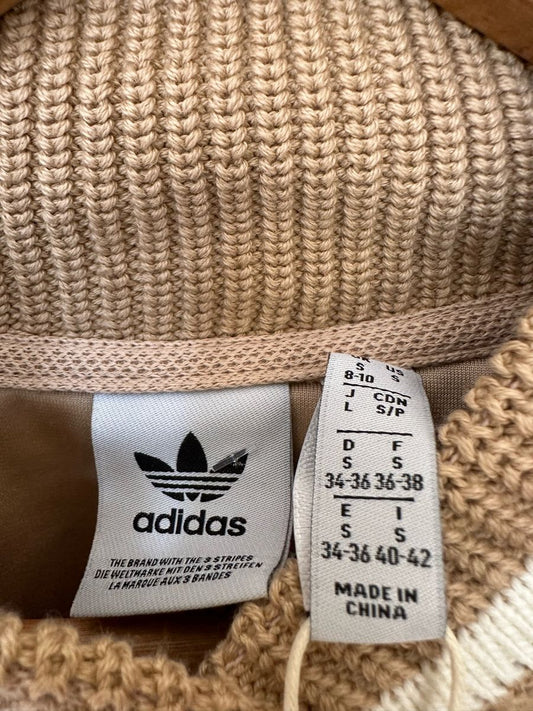 adidas
THE BRAND WITH THE 3 STRIPES
DIE WELTMARKE MIT DEN 3 STREIFEN
LA MARQUE AUX 3 BANDES
UK US
S S
8-10
J CDN
L S/P
D F
S S
34-36 36-38
E I
S S
34-36 40-42
MADE IN
CHINA